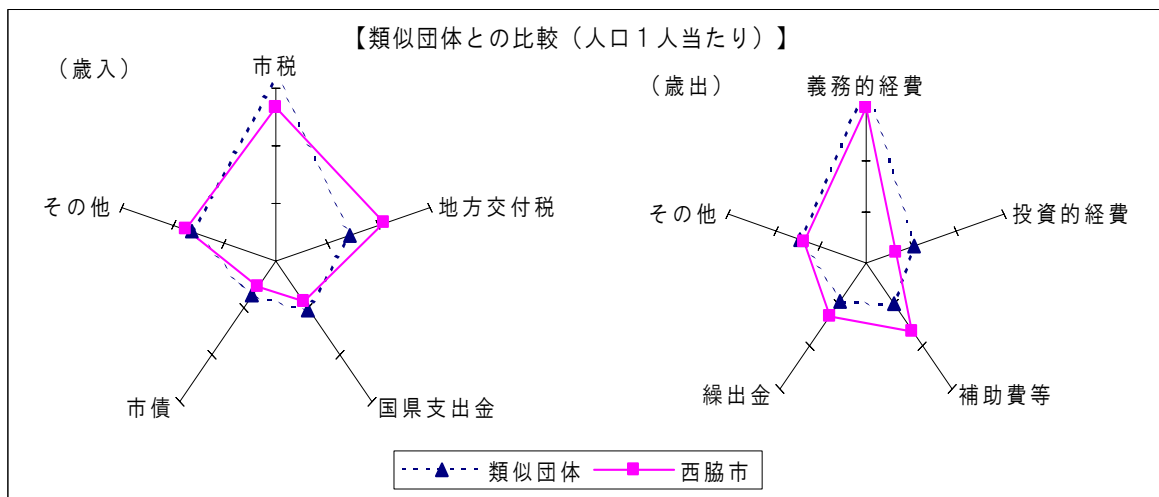 【類似団体との比較（人口１人当たり）】
（歳入）
市税
地方交付税
国県支出金
市債
その他
（歳出）
義務的経費
投資的経費
補助費等
繰出金
その他
類似団体
西脇市